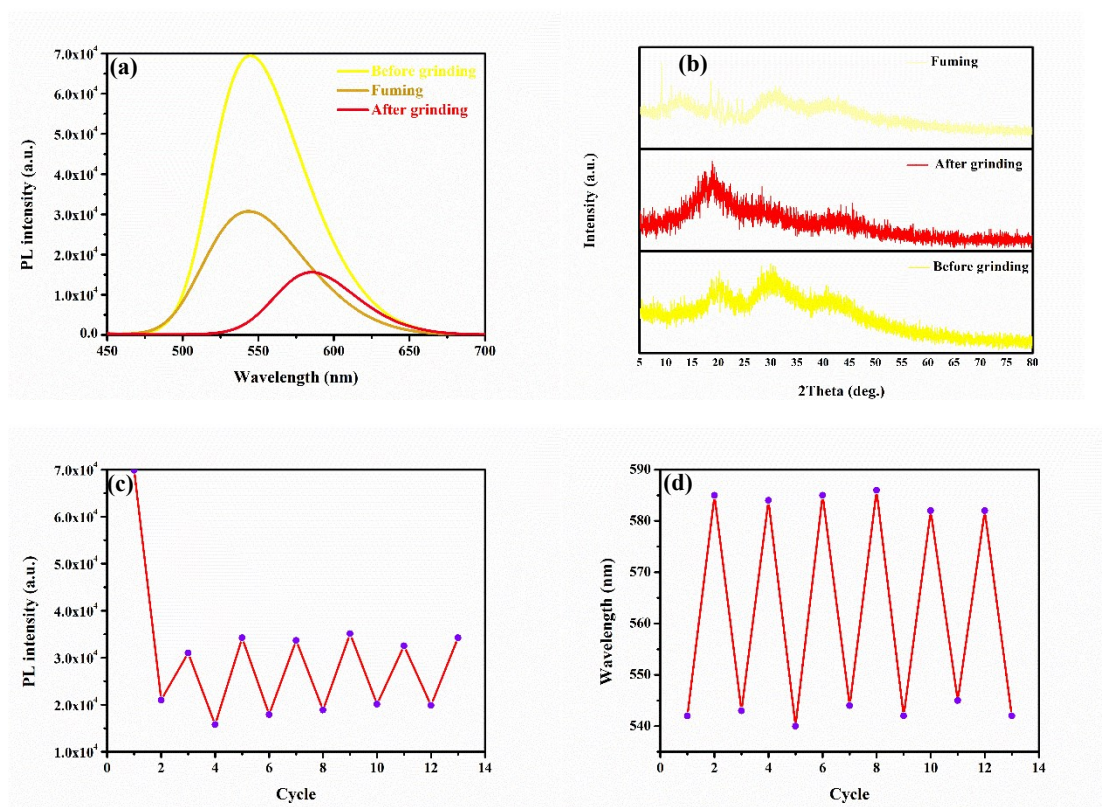 (a)
Before grinding
Fuming
After grinding
7.0x10⁴
6.0x10⁴
5.0x10⁴
4.0x10⁴
3.0x10⁴
2.0x10⁴
1.0x10⁴
0.0
PL intensity (a.u.)
450 500 550 600 650 700
Wavelength (nm)
(b)
Fuming
After grinding
Before grinding
Intensity (a.u.)
5 10 15 20 25 30 35 40 45 50 55 60 65 70 75 80
2Theta (deg.)
(c)
7.0x10⁴
6.0x10⁴
5.0x10⁴
4.0x10⁴
3.0x10⁴
2.0x10⁴
1.0x10⁴
PL intensity (a.u.)
0 2 4 6 8 10 12 14
Cycle
(d)
590
580
570
560
550
540
Wavelength (nm)
0 2 4 6 8 10 12 14
Cycle